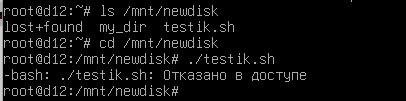 root@d12:~# ls /mnt/newdisk
lost+found  my_dir  testik.sh
root@d12:~# cd /mnt/newdisk
root@d12:/mnt/newdisk# ./testik.sh
-bash: ./testik.sh: Отказано в доступе
root@d12:/mnt/newdisk#